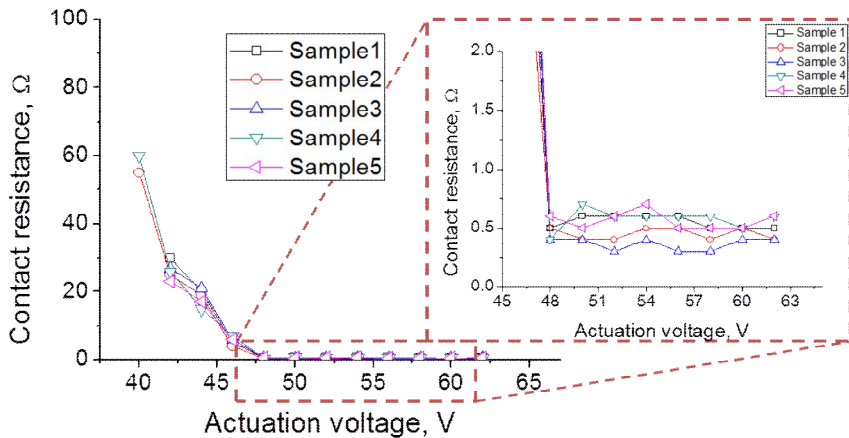 100
80
60
40
20
0
40 45 50 55 60 65
Contact resistance, Ω
Actuation voltage, V
Sample1
Sample2
Sample3
Sample4
Sample5
2.0
1.5
1.0
0.5
0.0
45 48 51 54 57 60 63
Contact resistance, Ω
Actuation voltage, V
Sample 1
Sample 2
Sample 3
Sample 4
Sample 5